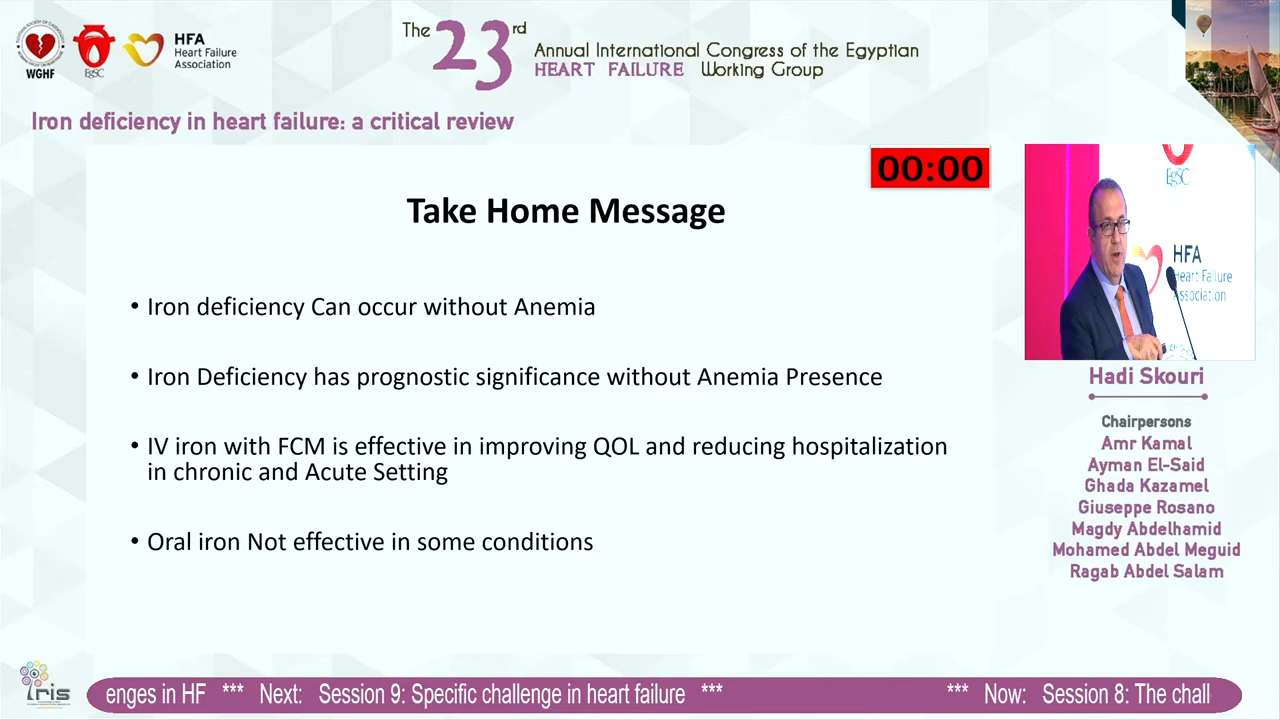 WGHF
EgSC
HFA
Heart Failure
Association
The 23rd
Annual International Congress of the Egyptian
HEART FAILURE Working Group
Iron deficiency in heart failure: a critical review
00:00
Take Home Message
• Iron deficiency Can occur without Anemia
• Iron Deficiency has prognostic significance without Anemia Presence
• IV iron with FCM is effective in improving QOL and reducing hospitalization
in chronic and Acute Setting
• Oral iron Not effective in some conditions
EgSC
HFA
Heart Failure
Association
Hadi Skouri
Chairpersons
Amr Kamal
Ayman El-Said
Ghada Kazamel
Giuseppe Rosano
Magdy Abdelhamid
Mohamed Abdel Meguid
Ragab Abdel Salam
iris
enges in HF *** Next: Session 9: Specific challenge in heart failure *** *** Now: Session 8: The chall